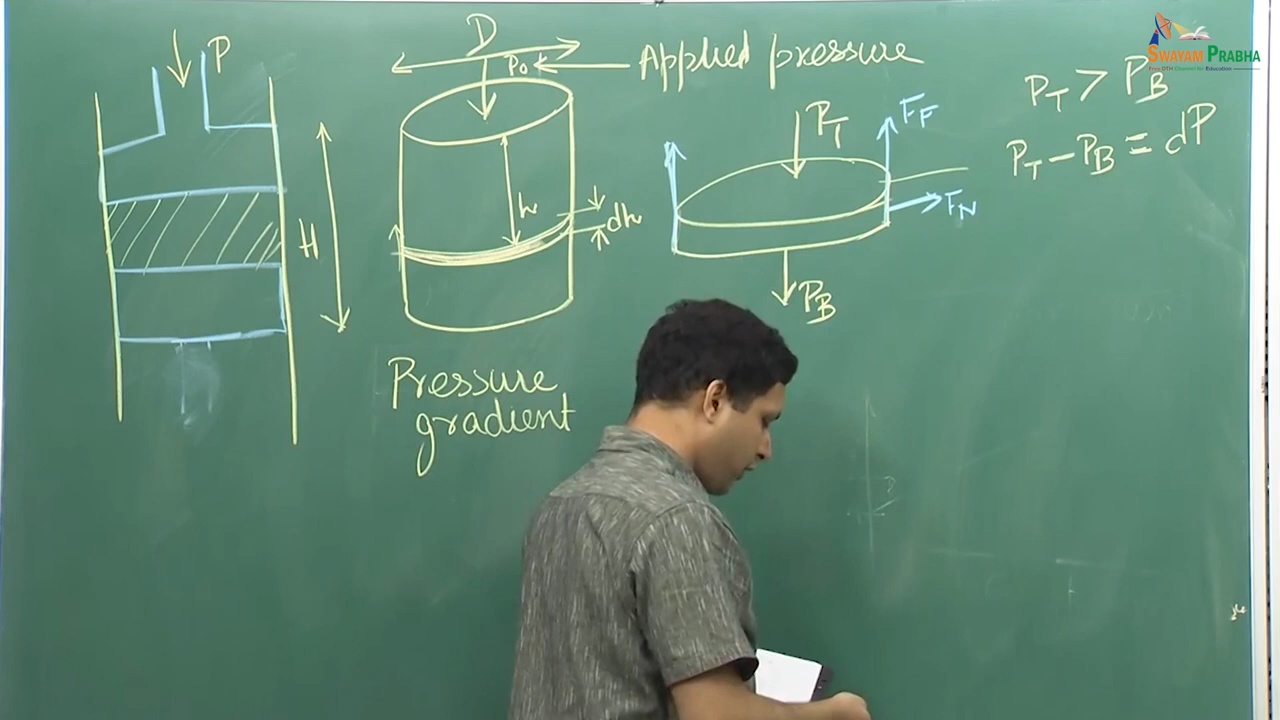 P
D
P₀
Applied pressure
H
h
dh
P_T
F_F
F_N
P_B
P_T > P_B
P_T - P_B = dP
Pressure
gradient
SWAYAM PRABHA